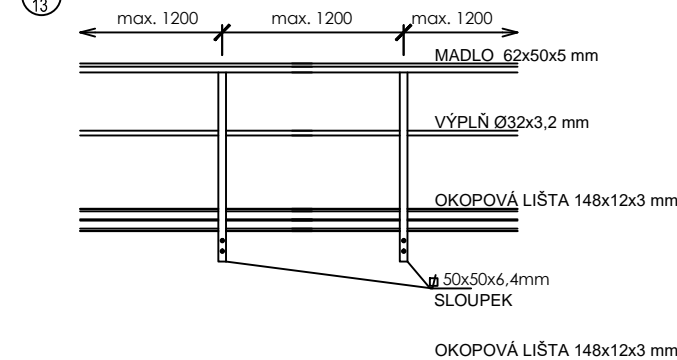 13
max. 1200 max. 1200 max. 1200
MADLO 62x50x5 mm
VÝPLŇ Ø32x3,2 mm
OKOPOVÁ LIŠTA 148x12x3 mm
50x50x6,4mm
SLOUPEK
OKOPOVÁ LIŠTA 148x12x3 mm